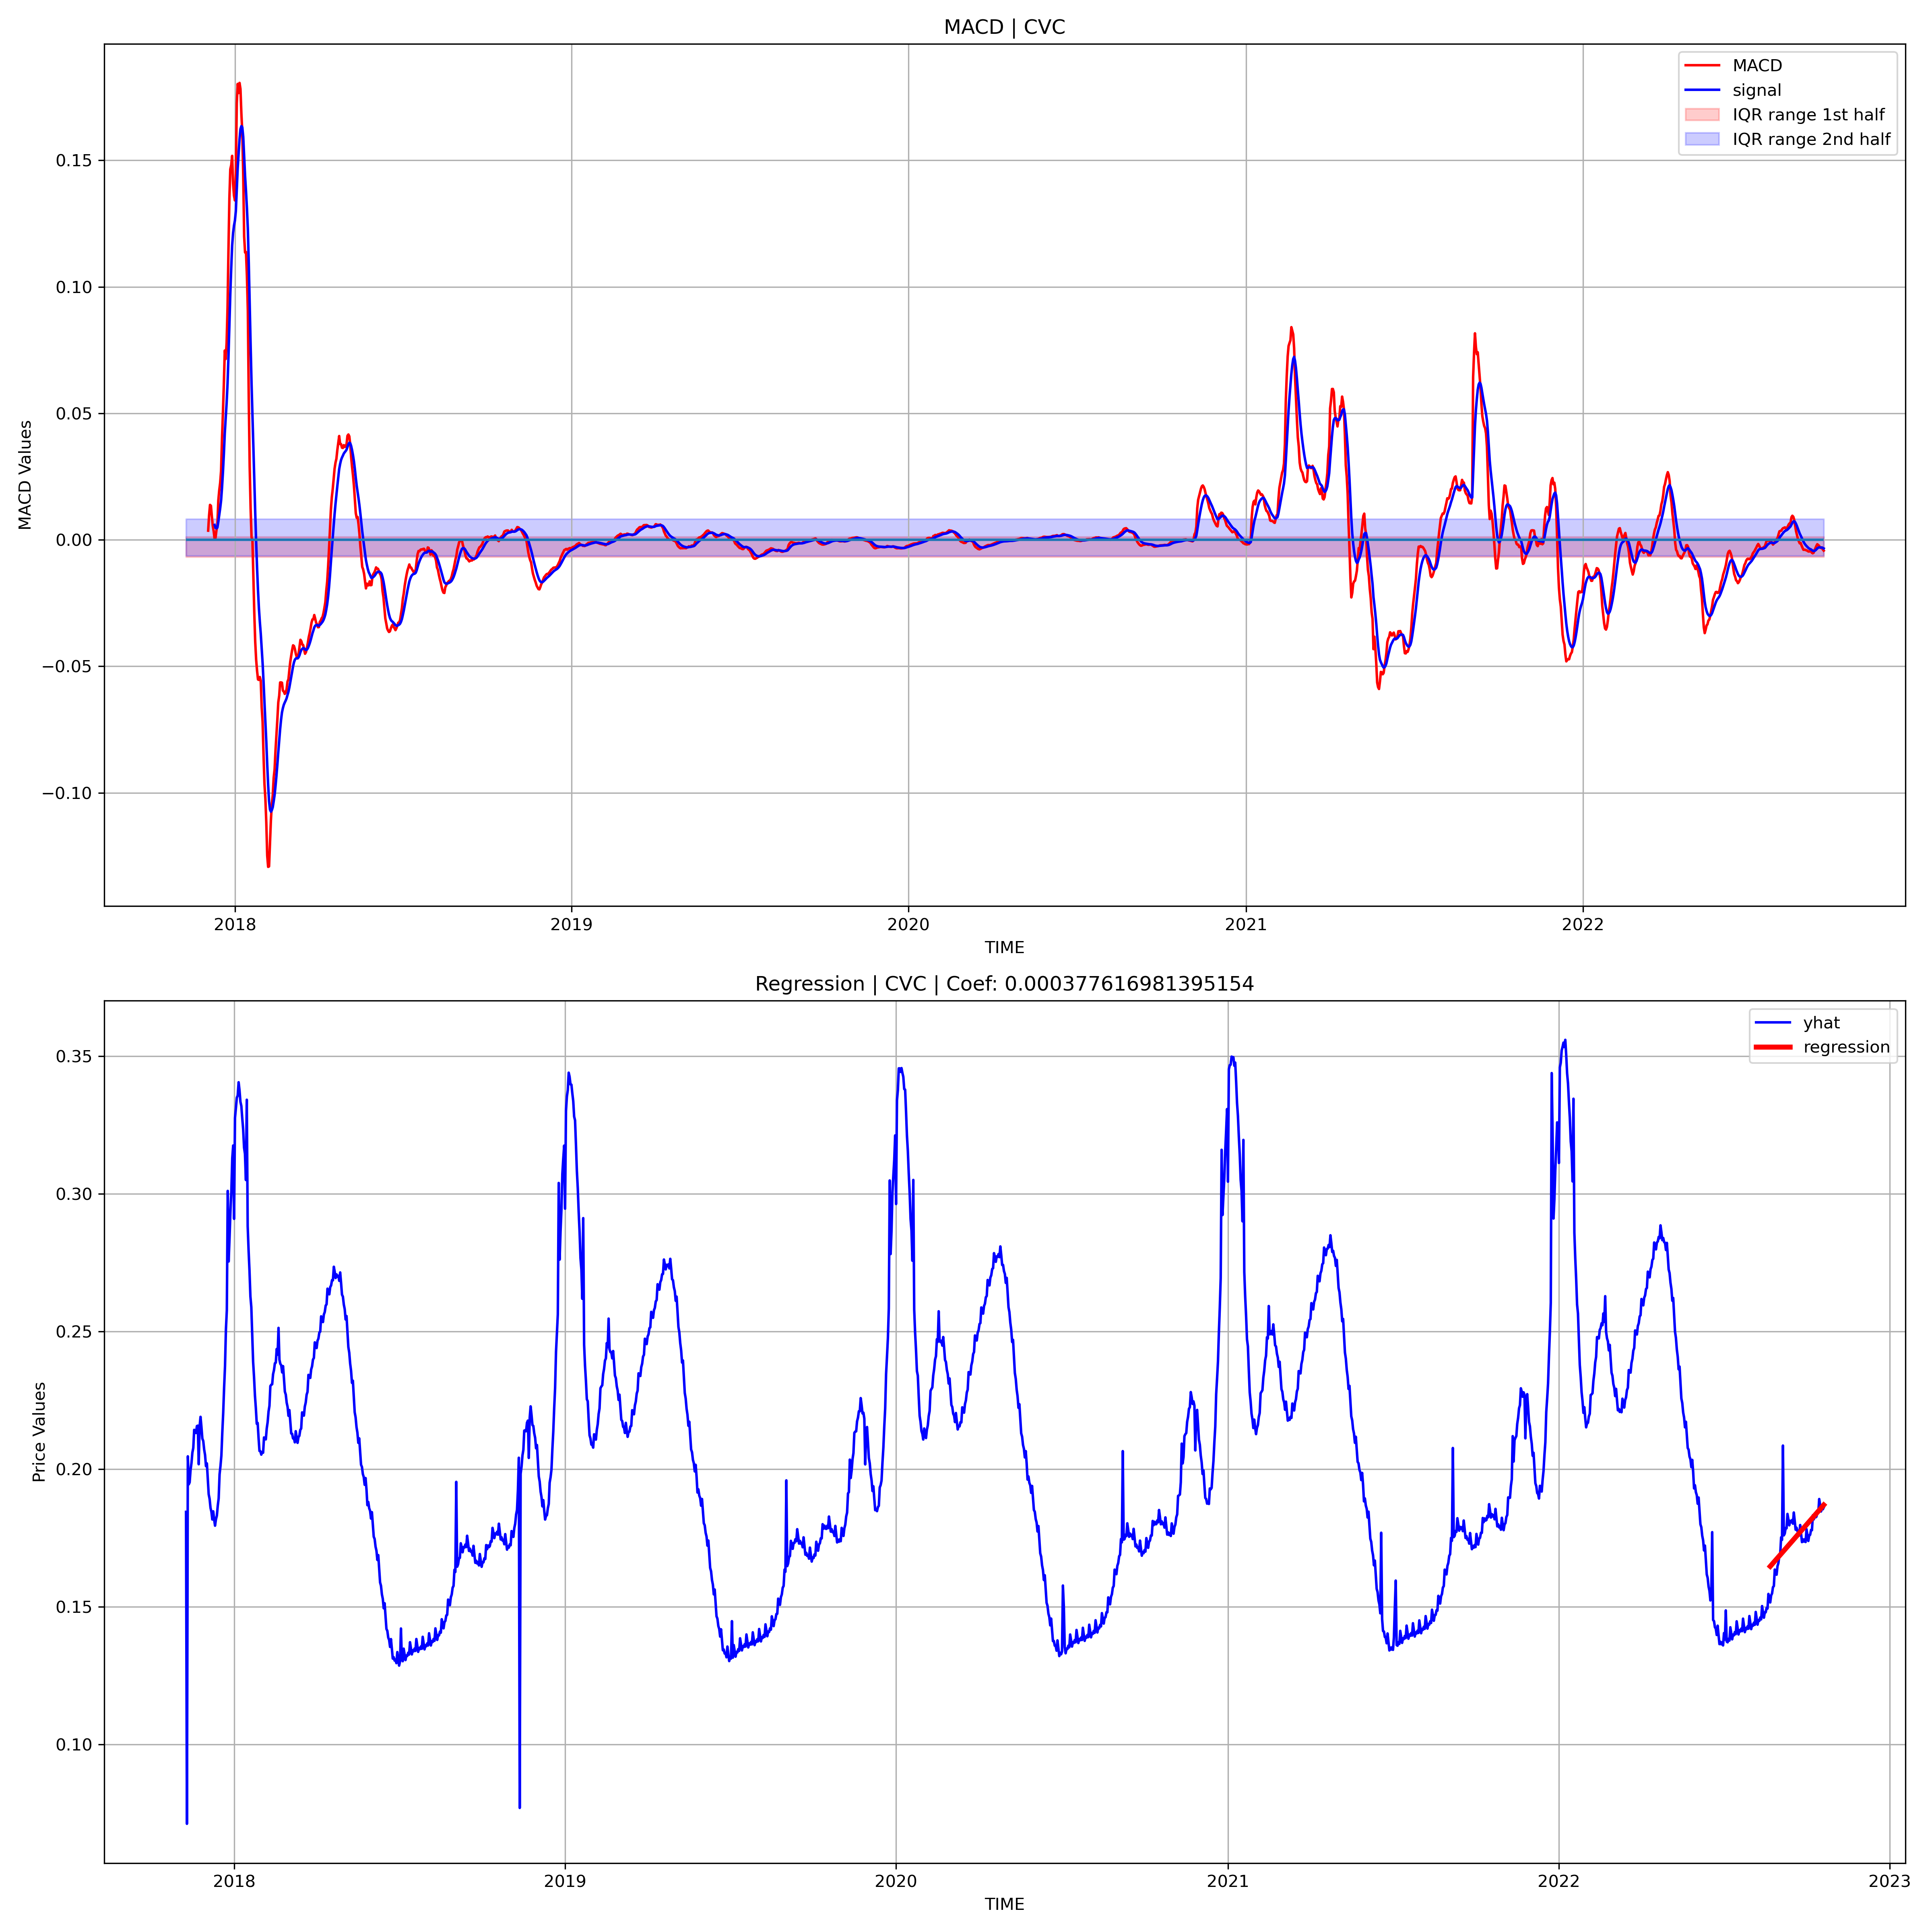 MACD | CVC
MACD
signal
IQR range 1st half
IQR range 2nd half
0.15
0.10
0.05
0.00
−0.05
−0.10
MACD Values
2018 2019 2020 2021 2022
TIME
Regression | CVC | Coef: 0.000377616981395154
yhat
regression
0.35
0.30
0.25
0.20
0.15
0.10
Price Values
2018 2019 2020 2021 2022 2023
TIME